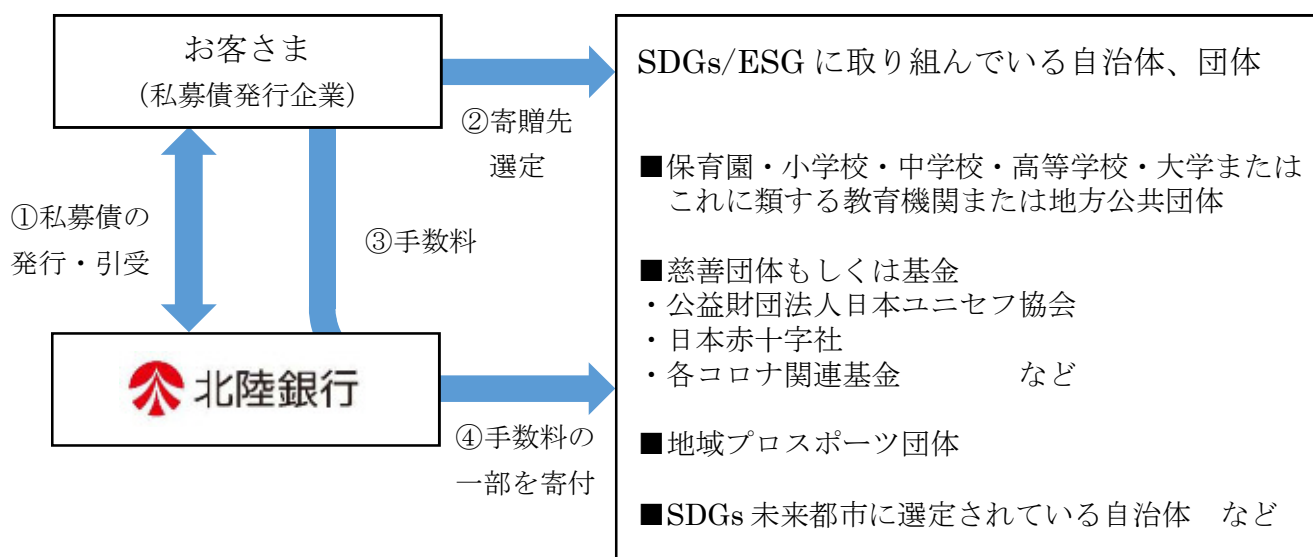 お客さま
（私募債発行企業）
①私募債の
発行・引受
②寄贈先
選定
③手数料
北陸銀行
④手数料の
一部を寄付
SDGs/ESG に取り組んでいる自治体、団体
■保育園・小学校・中学校・高等学校・大学または
これに類する教育機関または地方公共団体
■慈善団体もしくは基金
・公益財団法人日本ユニセフ協会
・日本赤十字社
・各コロナ関連基金　　　　など
■地域プロスポーツ団体
■SDGs 未来都市に選定されている自治体　など